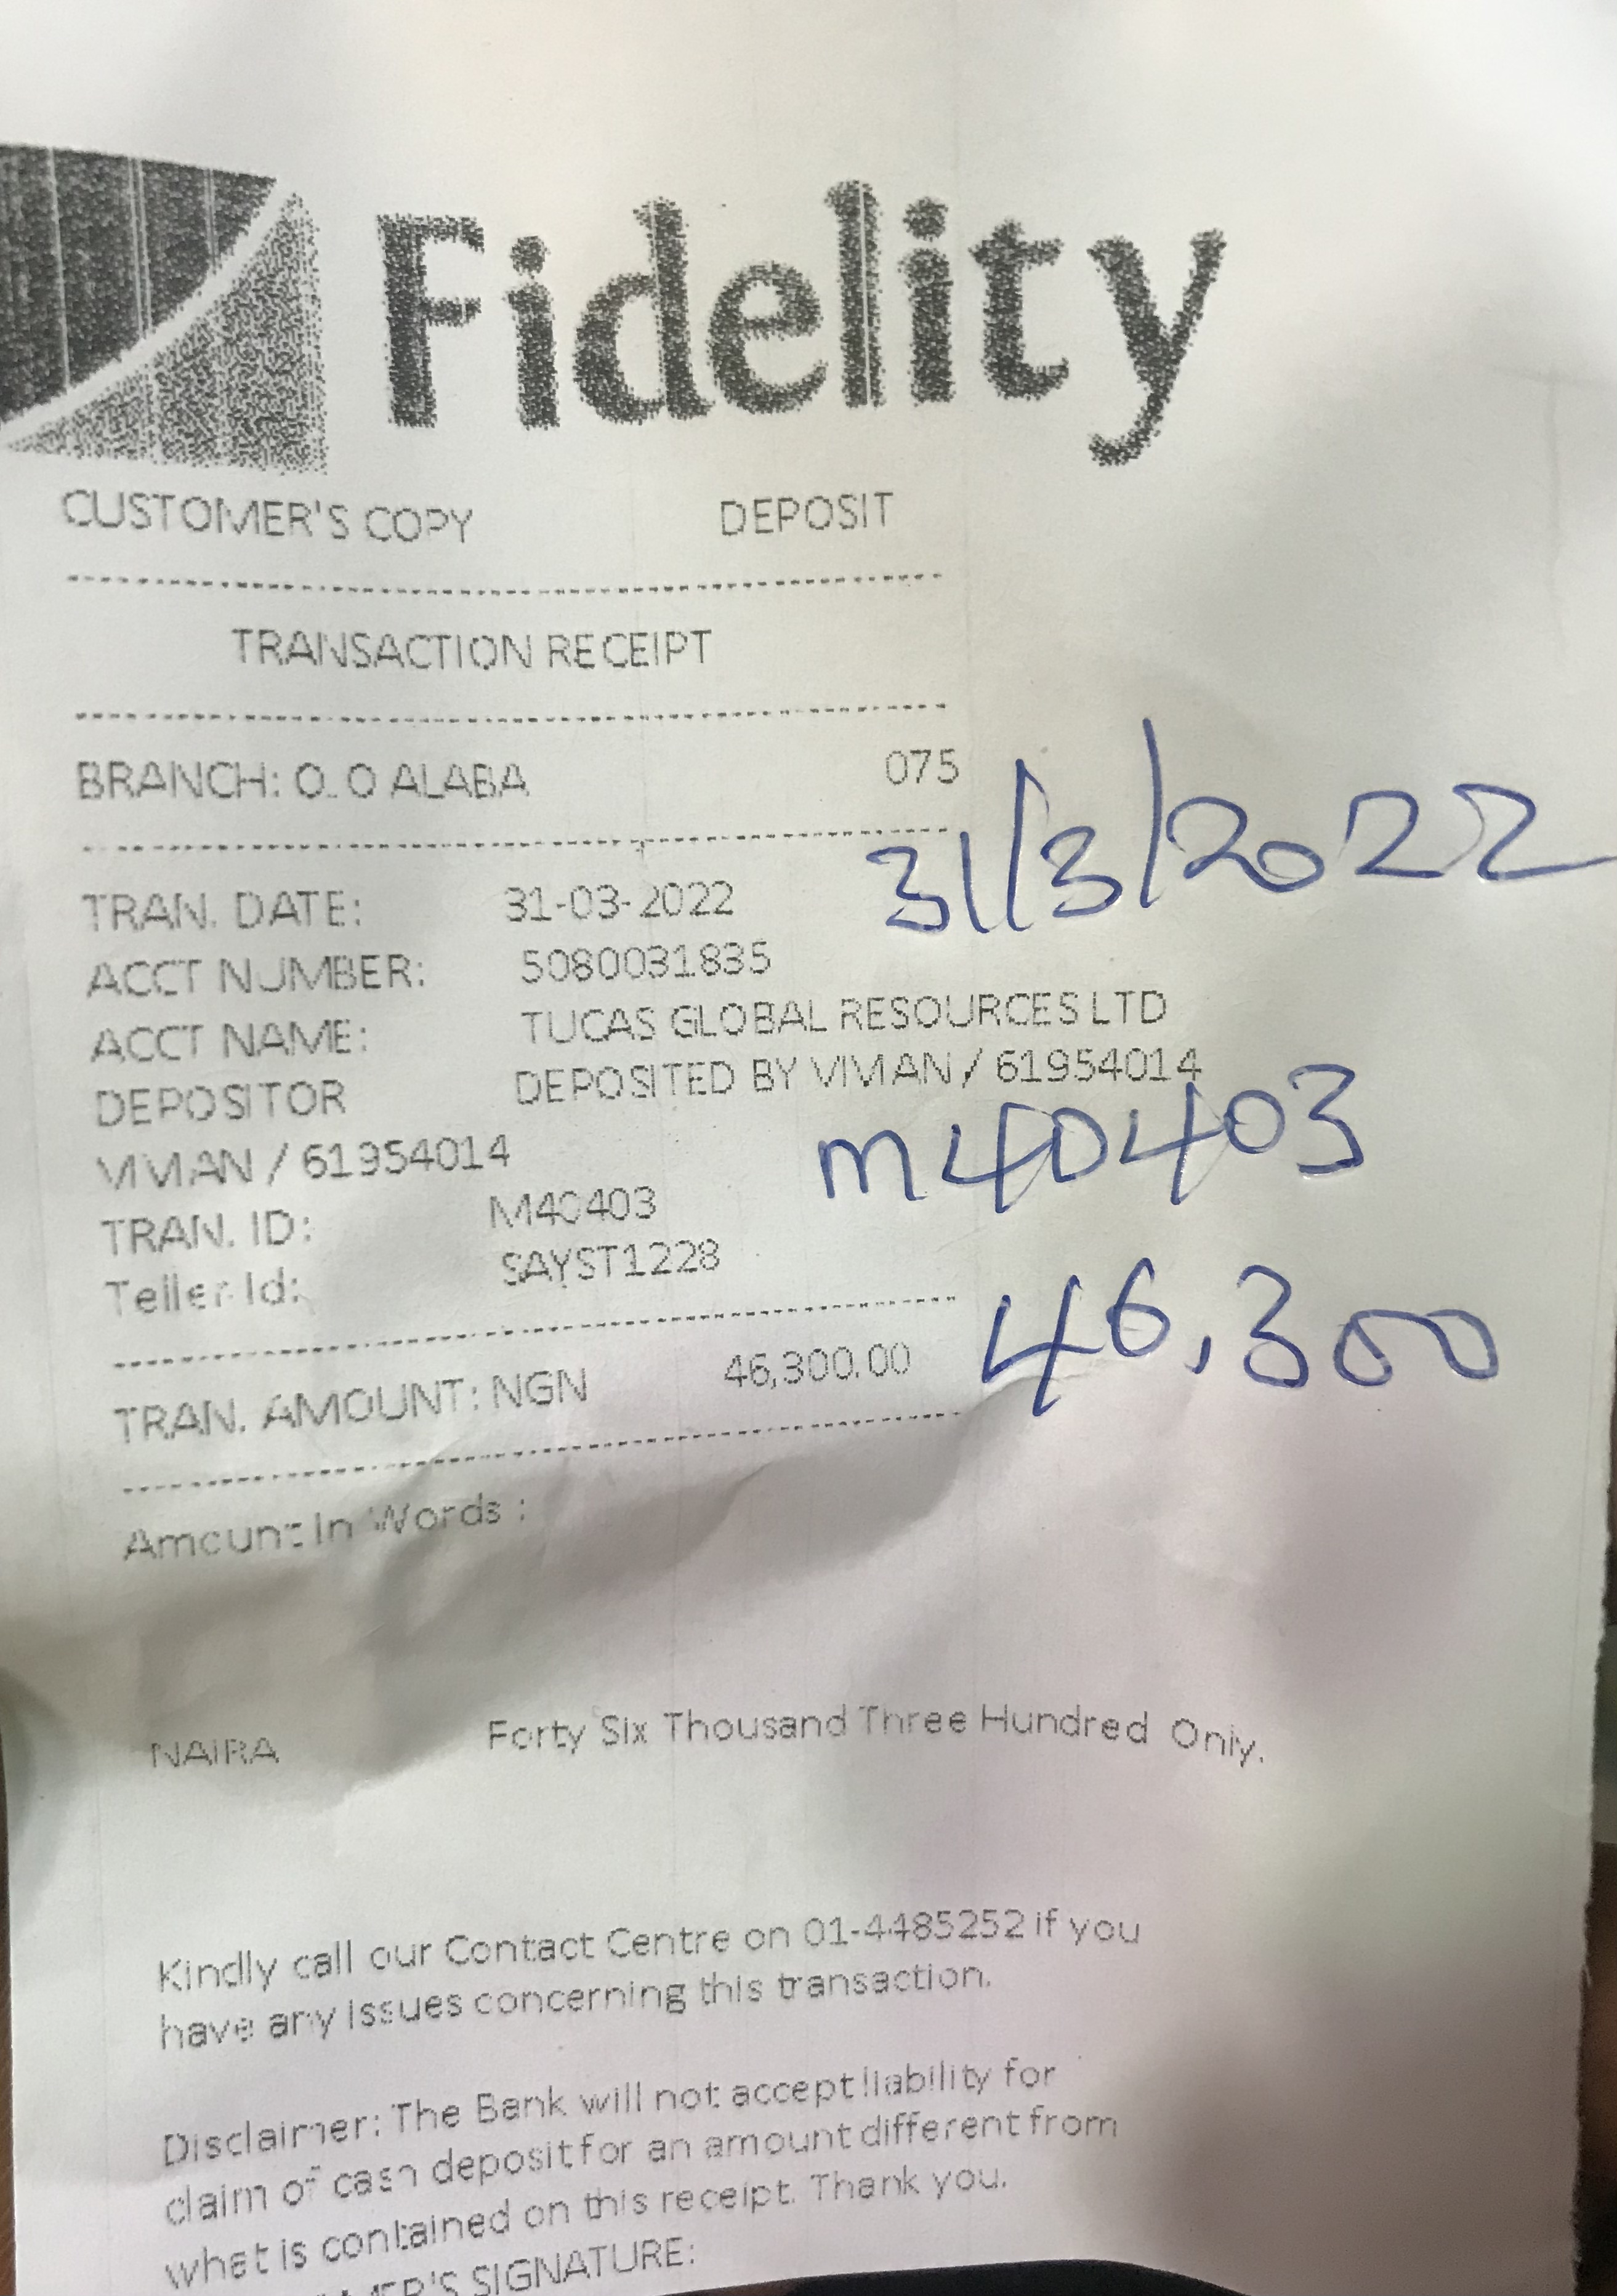 Fidelity
CUSTOMER'S COPY DEPOSIT
TRANSACTION RECEIPT
BRANCH: O. O ALABA 075
31/3/2022
TRAN. DATE: 31-03-2022
ACCT NUMBER: 5080031835
ACCT NAME: TUCAS GLOBAL RESOURCES LTD
DEPOSITOR DEPOSITED BY VIVIAN / 61954014
VIVIAN / 61954014
m40403
TRAN. ID: M40403
Teller Id: SAYST1228
TRAN. AMOUNT: NGN 46,300.00
46,300
Amount In Words :
NAIRA Forty Six Thousand Three Hundred Only.
Kindly call our Contact Centre on 01-4485252 if you
have any issues concerning this transaction.
Disclaimer: The Bank will not accept liability for
claim of cash deposit for an amount different from
what is contained on this receipt. Thank you.
SIGNATURE: